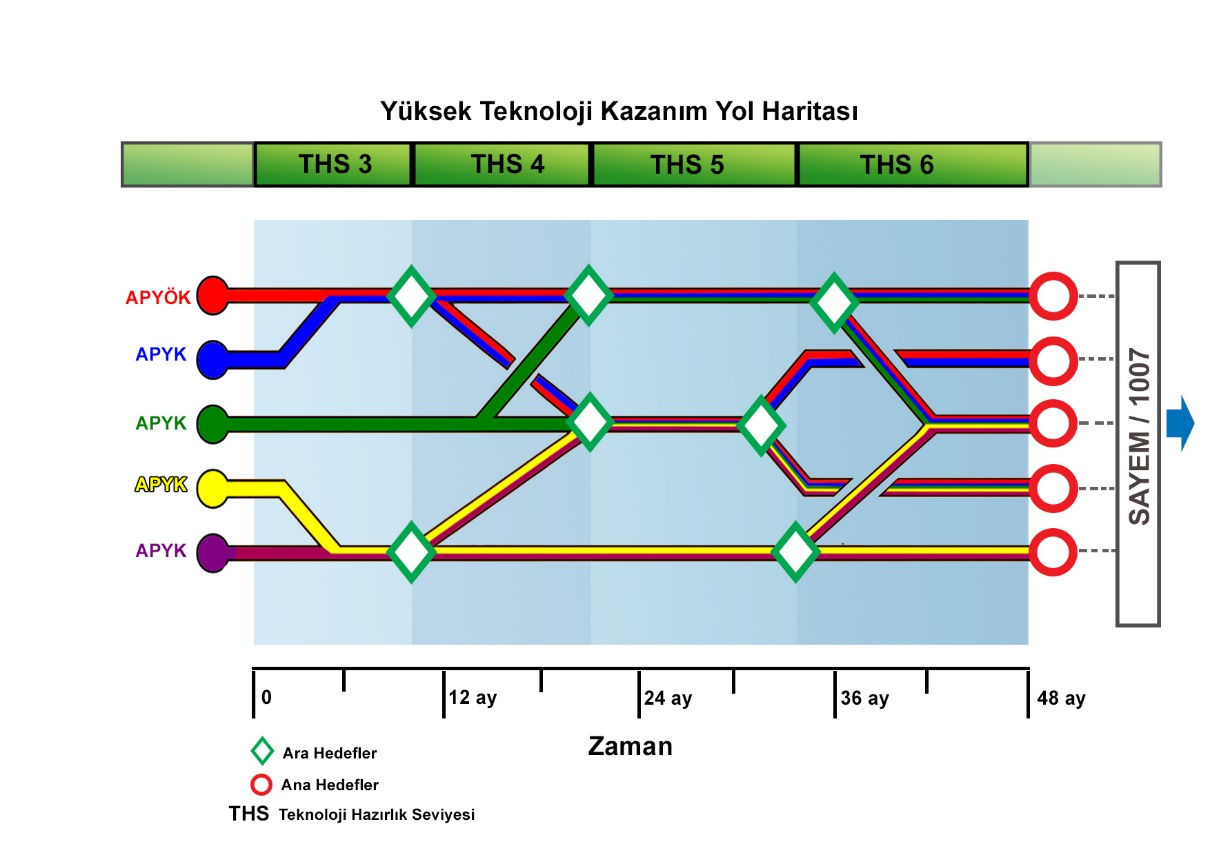 Yüksek Teknoloji Kazanım Yol Haritası
THS 3 THS 4 THS 5 THS 6
APYÖK
APYK
APYK
APYK
APYK
SAYEM / 1007
0 12 ay 24 ay 36 ay 48 ay
Zaman
Ara Hedefler
Ana Hedefler
THS Teknoloji Hazırlık Seviyesi